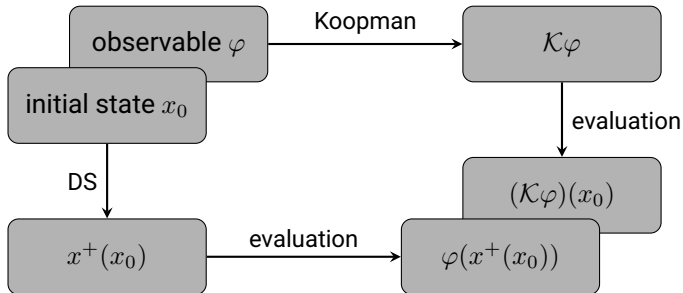 observable φ
Koopman
𝒦φ
initial state x₀
evaluation
DS
(𝒦φ)(x₀)
x⁺(x₀)
evaluation
φ(x⁺(x₀))